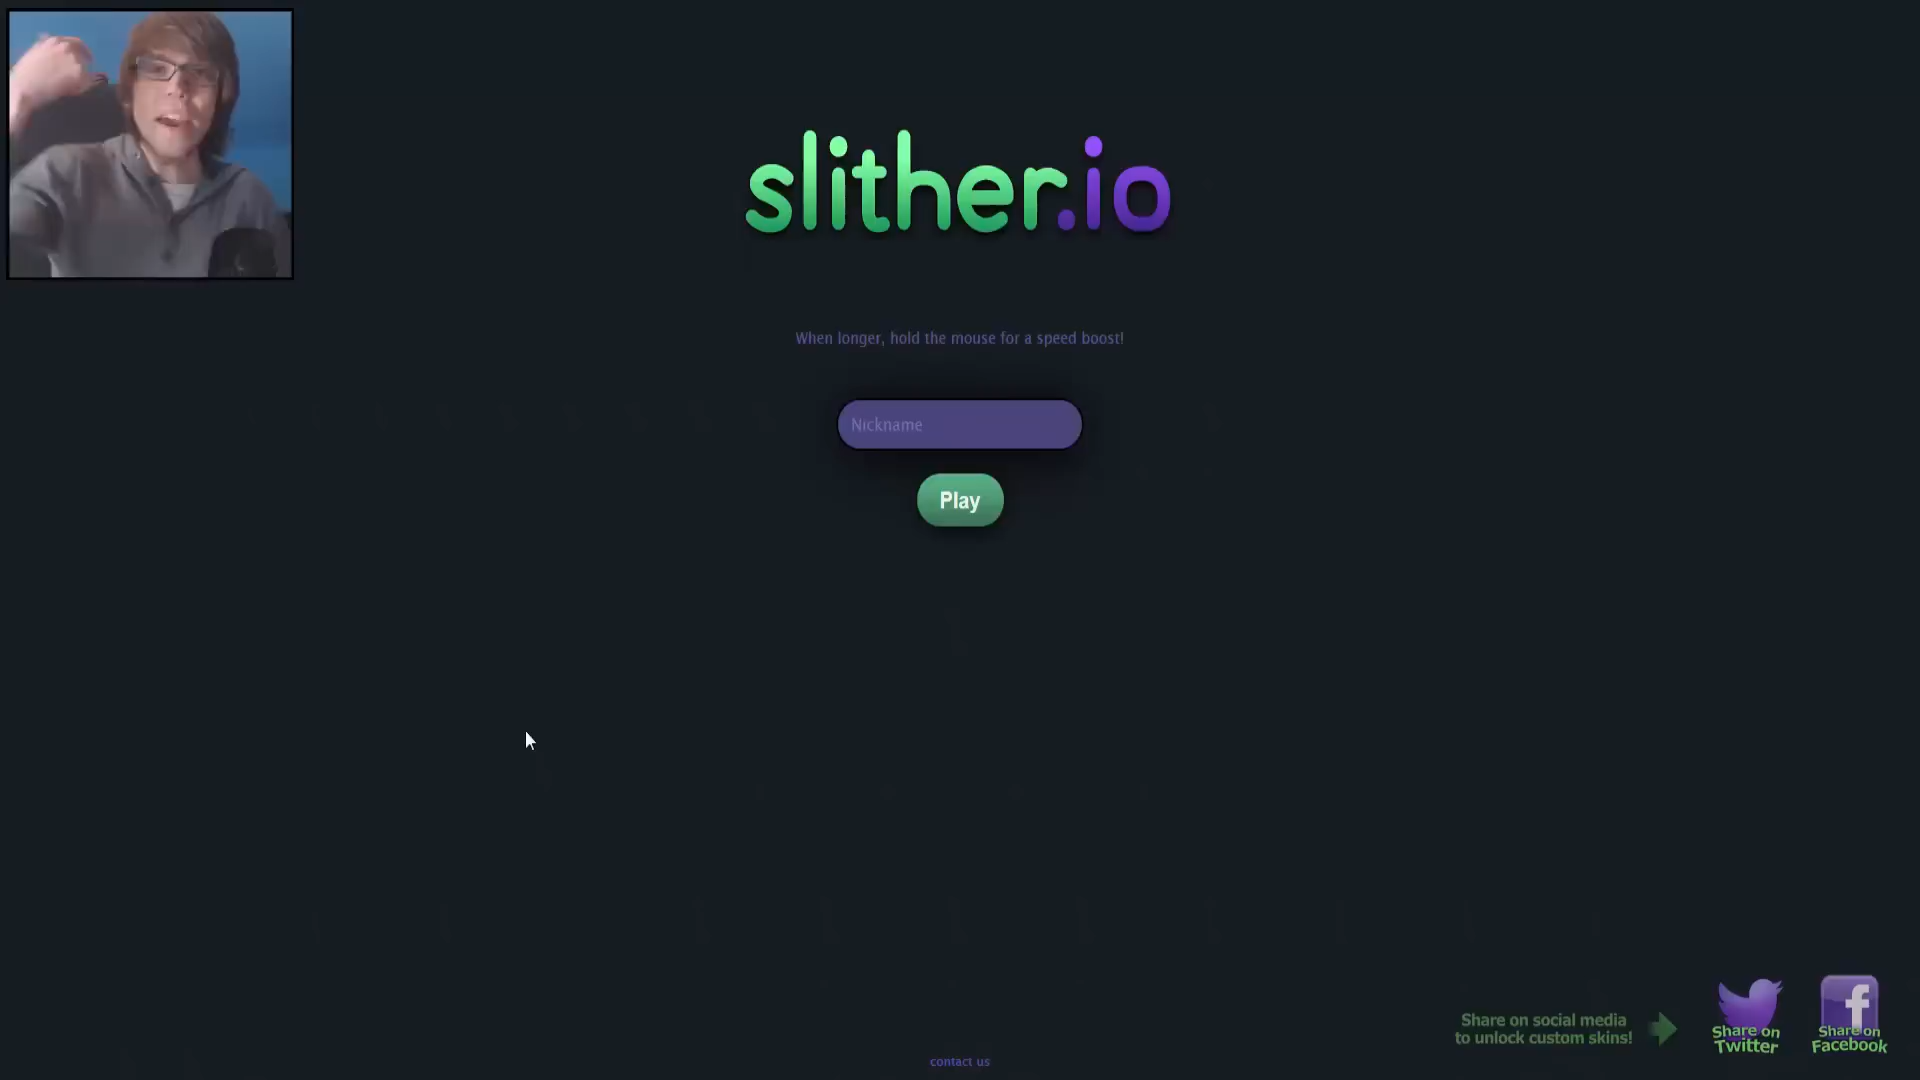 slither.io
When longer, hold the mouse for a speed boost!
Nickname
Play
Share on social media
to unlock custom skins!
Share on
Twitter
Share on
Facebook
contact us